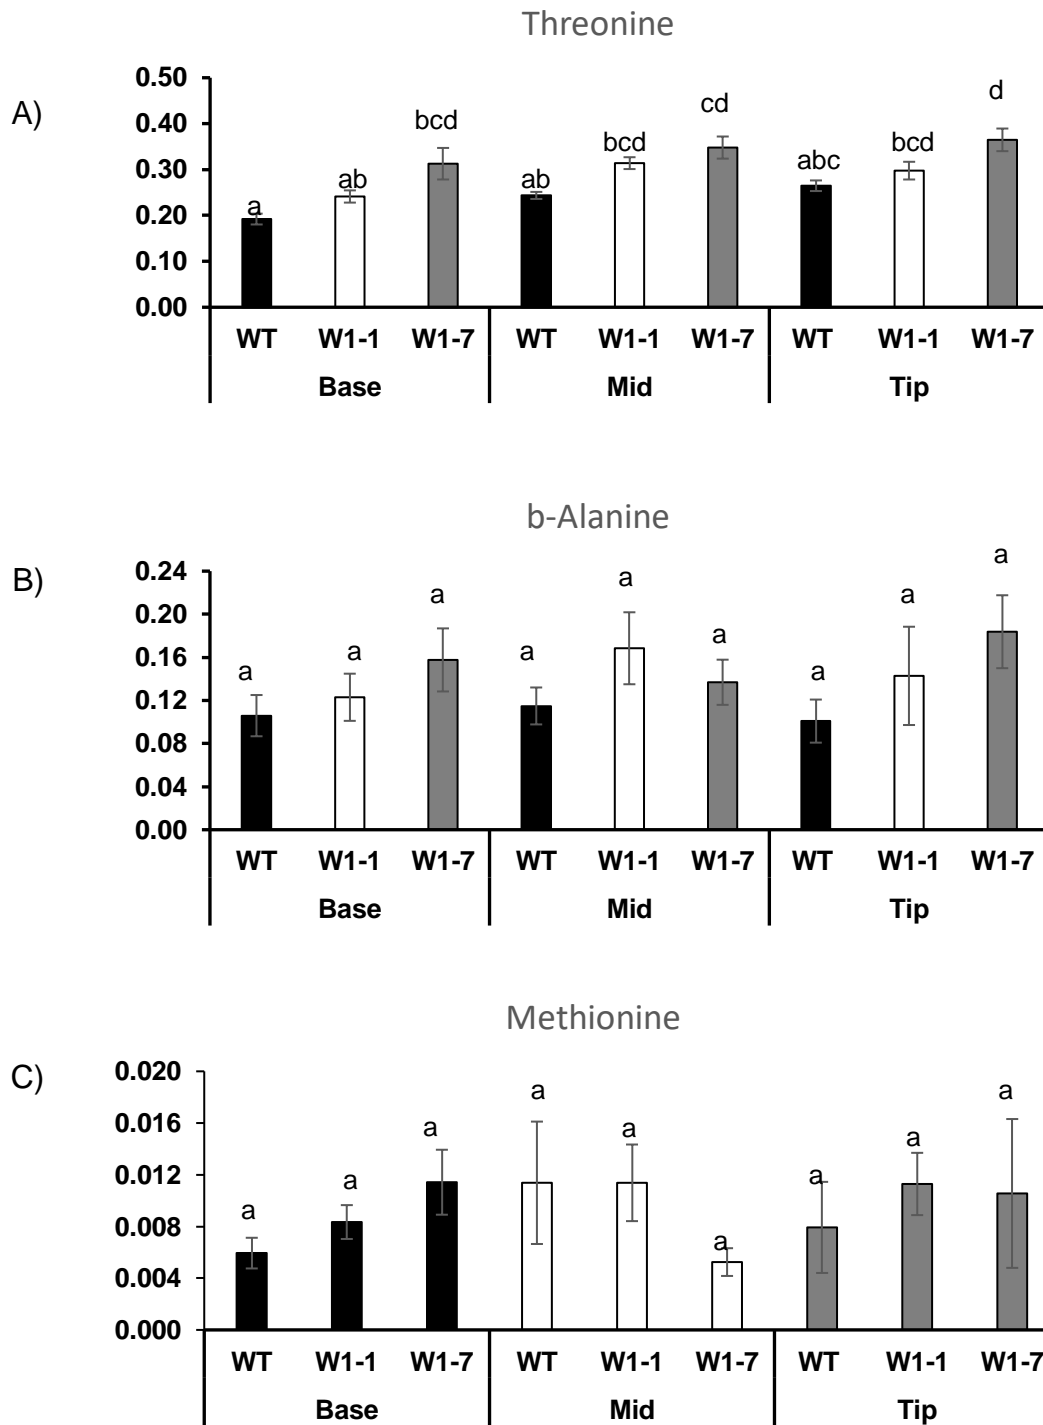 Threonine
A)
0.50
0.40
0.30
0.20
0.10
0.00
a ab bcd ab bcd cd abc bcd d
WT W1-1 W1-7 WT W1-1 W1-7 WT W1-1 W1-7
Base Mid Tip
b-Alanine
B)
0.24
0.20
0.16
0.12
0.08
0.04
0.00
a a a a a a a a a
WT W1-1 W1-7 WT W1-1 W1-7 WT W1-1 W1-7
Base Mid Tip
Methionine
C)
0.020
0.016
0.012
0.008
0.004
0.000
a a a a a a a a a
WT W1-1 W1-7 WT W1-1 W1-7 WT W1-1 W1-7
Base Mid Tip